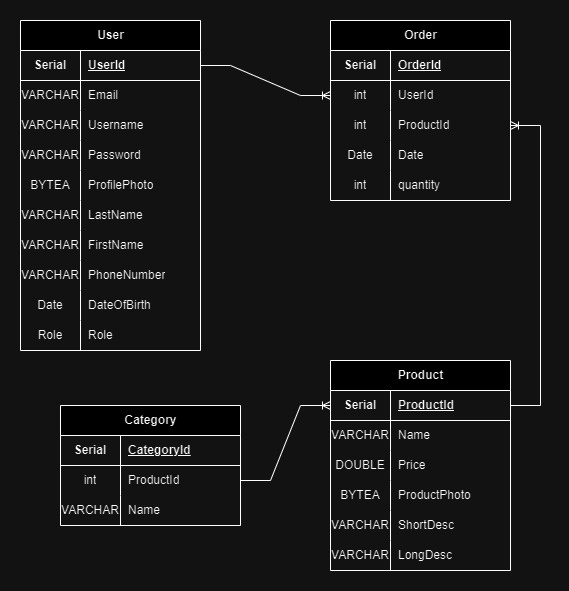 User
Serial UserId
VARCHAR Email
VARCHAR Username
VARCHAR Password
BYTEA ProfilePhoto
VARCHAR LastName
VARCHAR FirstName
VARCHAR PhoneNumber
Date DateOfBirth
Role Role
Order
Serial OrderId
int UserId
int ProductId
Date Date
int quantity
Category
Serial CategoryId
int ProductId
VARCHAR Name
Product
Serial ProductId
VARCHAR Name
DOUBLE Price
BYTEA ProductPhoto
VARCHAR ShortDesc
VARCHAR LongDesc